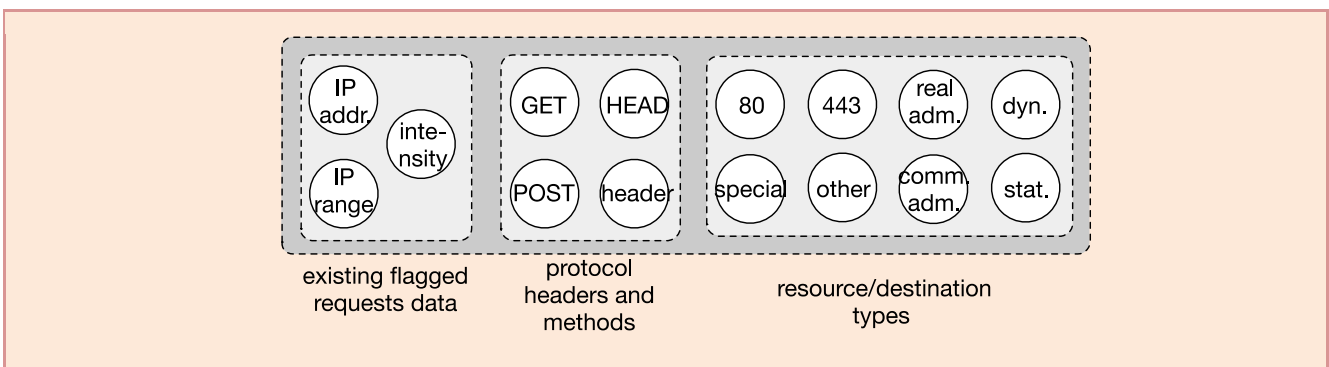 IP
addr.
inte-
nsity
IP
range
GET
HEAD
POST
header
80
443
real
adm.
dyn.
special
other
comm.
adm.
stat.
existing flagged
requests data
protocol
headers and
methods
resource/destination
types